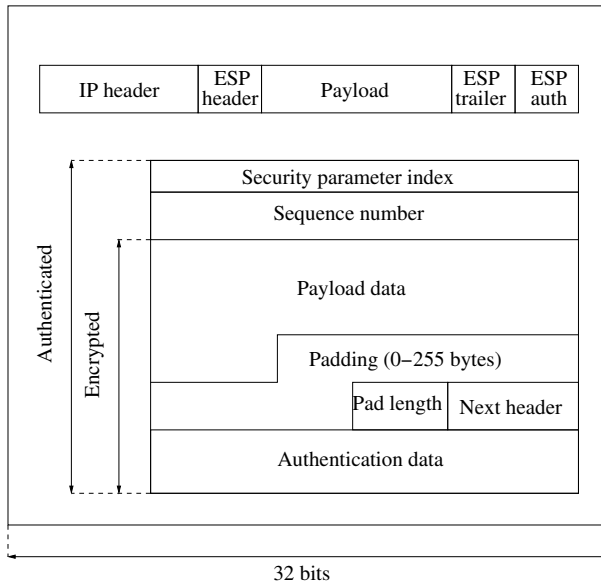 IP header
ESP
header
Payload
ESP
trailer
ESP
auth
Security parameter index
Sequence number
Authenticated
Encrypted
Payload data
Padding (0−255 bytes)
Pad length
Next header
Authentication data
32 bits